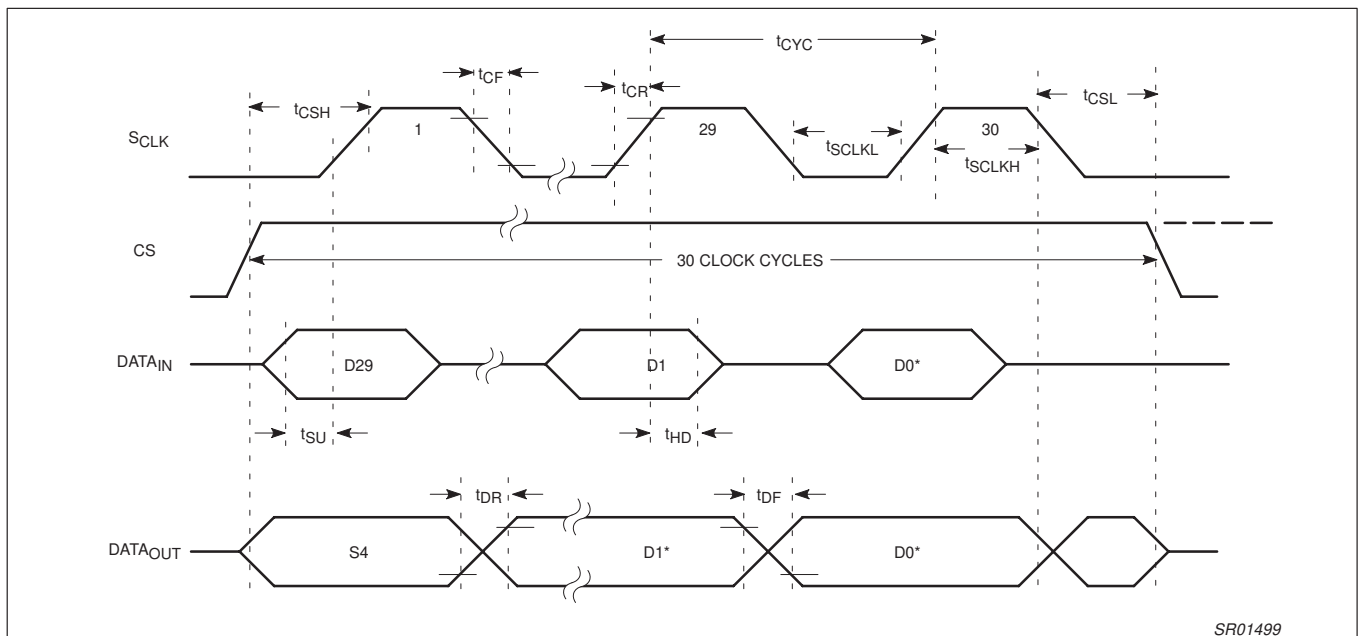 tCYC
tCF
tCR
tCSH
tCSL
SCLK
1
29
30
tSCLKL
tSCLKH
CS
30 CLOCK CYCLES
DATAIN
D29
D1
D0*
tSU
tHD
tDR
tDF
DATAOUT
S4
D1*
D0*
SR01499